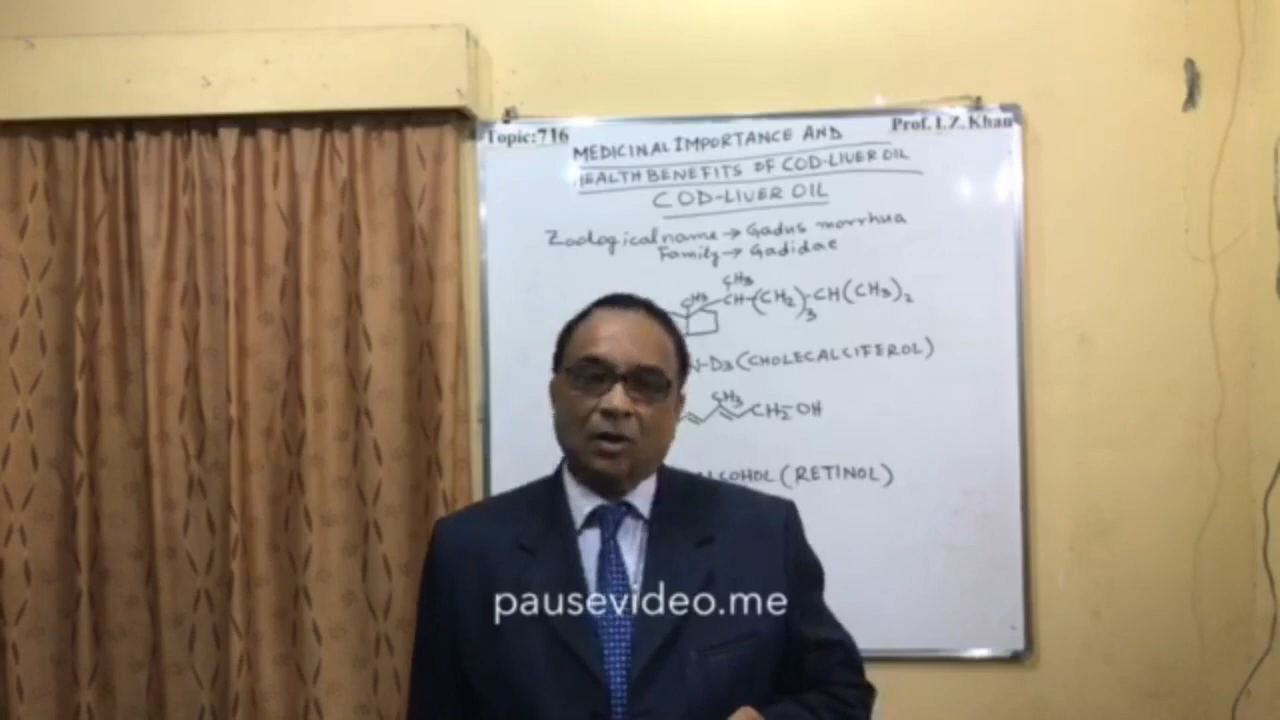 Topic:716
Prof. I.Z. Khan
MEDICINAL IMPORTANCE AND
HEALTH BENEFITS OF COD-LIVER OIL
COD-LIVER OIL
Zoological name → Gadus morrhua
Family → Gadidae
CH3
CH3 CH-(CH2)3-CH(CH3)2
N-D3 (CHOLECALCIFEROL)
CH3
CH2-OH
ALCOHOL (RETINOL)
pausevideo.me